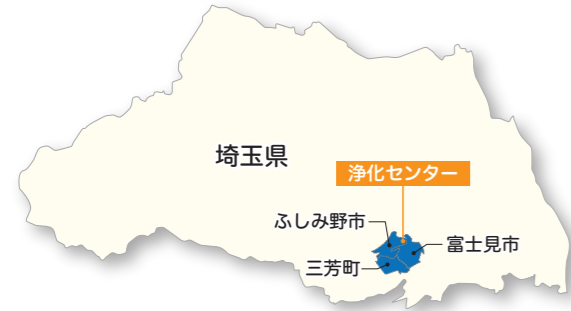 埼玉県
浄化センター
ふじみ野市
富士見市
三芳町